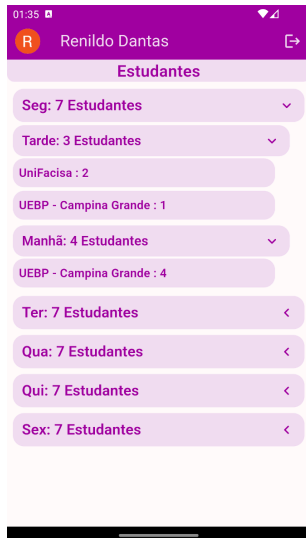 01:35
R Renildo Dantas
Estudantes
Seg: 7 Estudantes
Tarde: 3 Estudantes
UniFacisa : 2
UEBP - Campina Grande : 1
Manhã: 4 Estudantes
UEBP - Campina Grande : 4
Ter: 7 Estudantes
Qua: 7 Estudantes
Qui: 7 Estudantes
Sex: 7 Estudantes